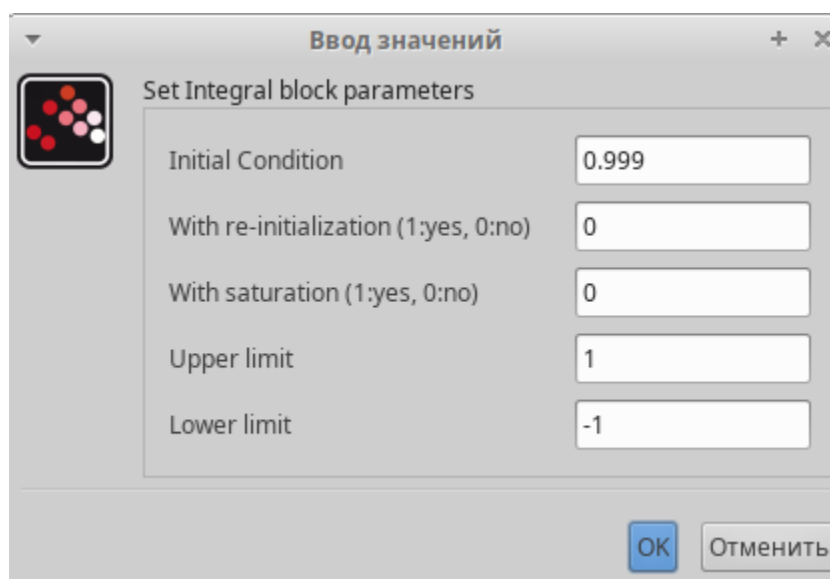 Ввод значений
Set Integral block parameters
Initial Condition 0.999
With re-initialization (1:yes, 0:no) 0
With saturation (1:yes, 0:no) 0
Upper limit 1
Lower limit -1
OK Отменить